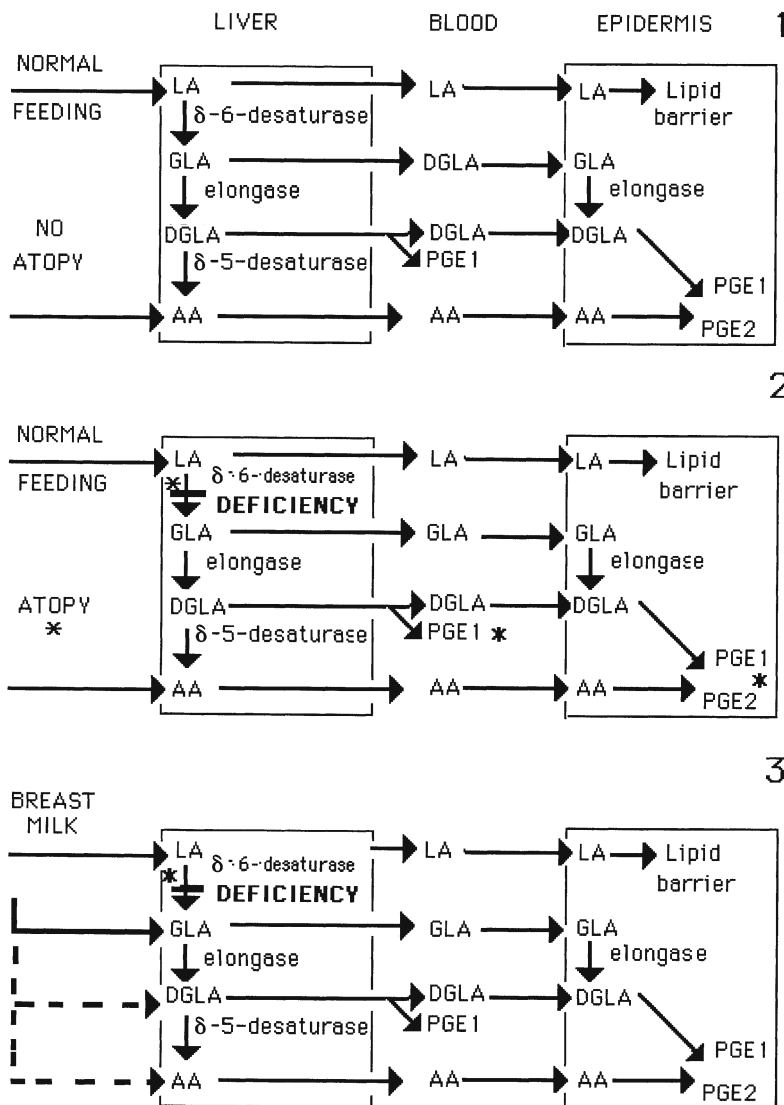 LIVER BLOOD EPIDERMIS 1
NORMAL
FEEDING
LA LA LA Lipid
barrier
δ-6-desaturase
GLA DGLA GLA
elongase elongase
NO
ATOPY
DGLA DGLA DGLA
δ-5-desaturase PGE1
PGE1
AA AA AA PGE2
2
NORMAL
FEEDING
LA LA LA Lipid
barrier
* δ-6-desaturase
DEFICIENCY
GLA GLA GLA
elongase elongase
ATOPY
*
DGLA DGLA DGLA
δ-5-desaturase PGE1 *
PGE1
*
AA AA AA PGE2
3
BREAST
MILK
LA LA LA Lipid
barrier
* δ-6-desaturase
DEFICIENCY
GLA GLA GLA
elongase elongase
DGLA DGLA DGLA
δ-5-desaturase PGE1
PGE1
AA AA AA PGE2